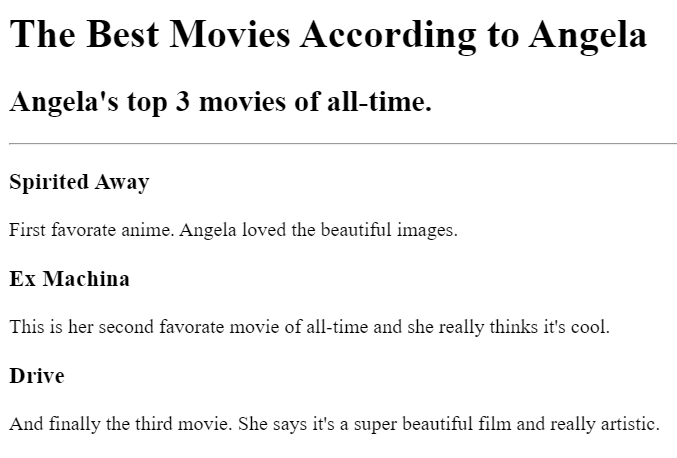 The Best Movies According to Angela
Angela's top 3 movies of all-time.
Spirited Away
First favorate anime. Angela loved the beautiful images.
Ex Machina
This is her second favorate movie of all-time and she really thinks it's cool.
Drive
And finally the third movie. She says it's a super beautiful film and really artistic.